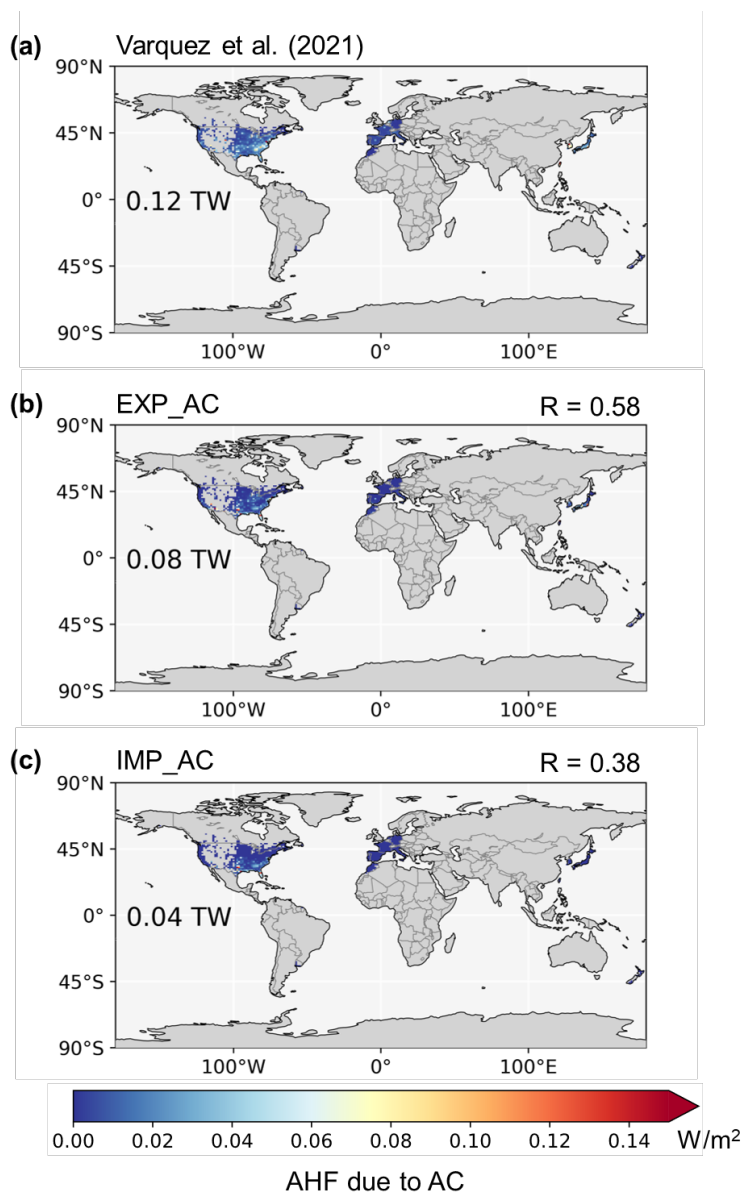 (a) Varquez et al. (2021)
90°N
45°N
0°
45°S
90°S
0.12 TW
100°W 0° 100°E
(b) EXP_AC R = 0.58
90°N
45°N
0°
45°S
90°S
0.08 TW
100°W 0° 100°E
(c) IMP_AC R = 0.38
90°N
45°N
0°
45°S
90°S
0.04 TW
100°W 0° 100°E
0.00 0.02 0.04 0.06 0.08 0.10 0.12 0.14 W/m²
AHF due to AC